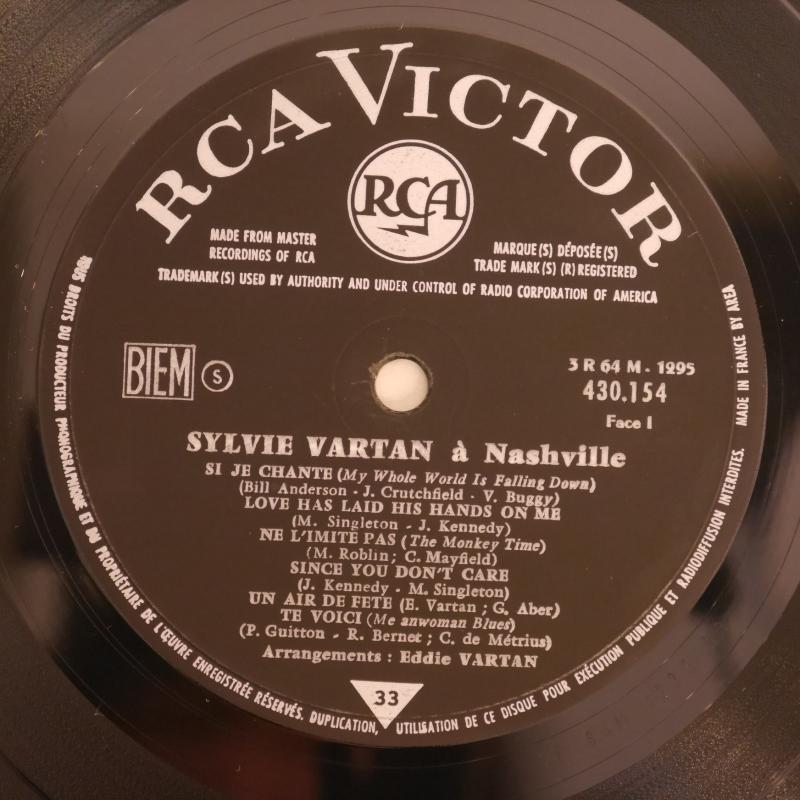 RCA VICTOR
RCA
MADE FROM MASTER
RECORDINGS OF RCA
MARQUE(S) DÉPOSÉE(S)
TRADE MARK(S) (R) REGISTERED
TRADEMARK(S) USED BY AUTHORITY AND UNDER CONTROL OF RADIO CORPORATION OF AMERICA
BIEM
S
3 R 64 M - 1295
430.154
Face 1
SYLVIE VARTAN à Nashville
SI JE CHANTE (My Whole World Is Falling Down)
(Bill Anderson - J. Crutchfield - V. Buggy)
LOVE HAS LAID HIS HANDS ON ME
(M. Singleton - J. Kennedy)
NE L'IMITE PAS (The Monkey Time)
(M. Roblin ; C. Mayfield)
SINCE YOU DON'T CARE
(J. Kennedy - M. Singleton)
UN AIR DE FETE (E. Vartan ; G. Aber)
TE VOICI (Me anwoman Blues)
(P. Guitton - R. Bernet ; C. de Métrius)
Arrangements : Eddie VARTAN
33
TOUS DROITS DU PRODUCTEUR PHONOGRAPHIQUE ET DU PROPRIÉTAIRE DE L'ŒUVRE ENREGISTRÉE RÉSERVÉS. DUPLICATION, UTILISATION DE CE DISQUE POUR EXÉCUTION PUBLIQUE ET RADIODIFFUSION INTERDITES. MADE IN FRANCE BY AREA